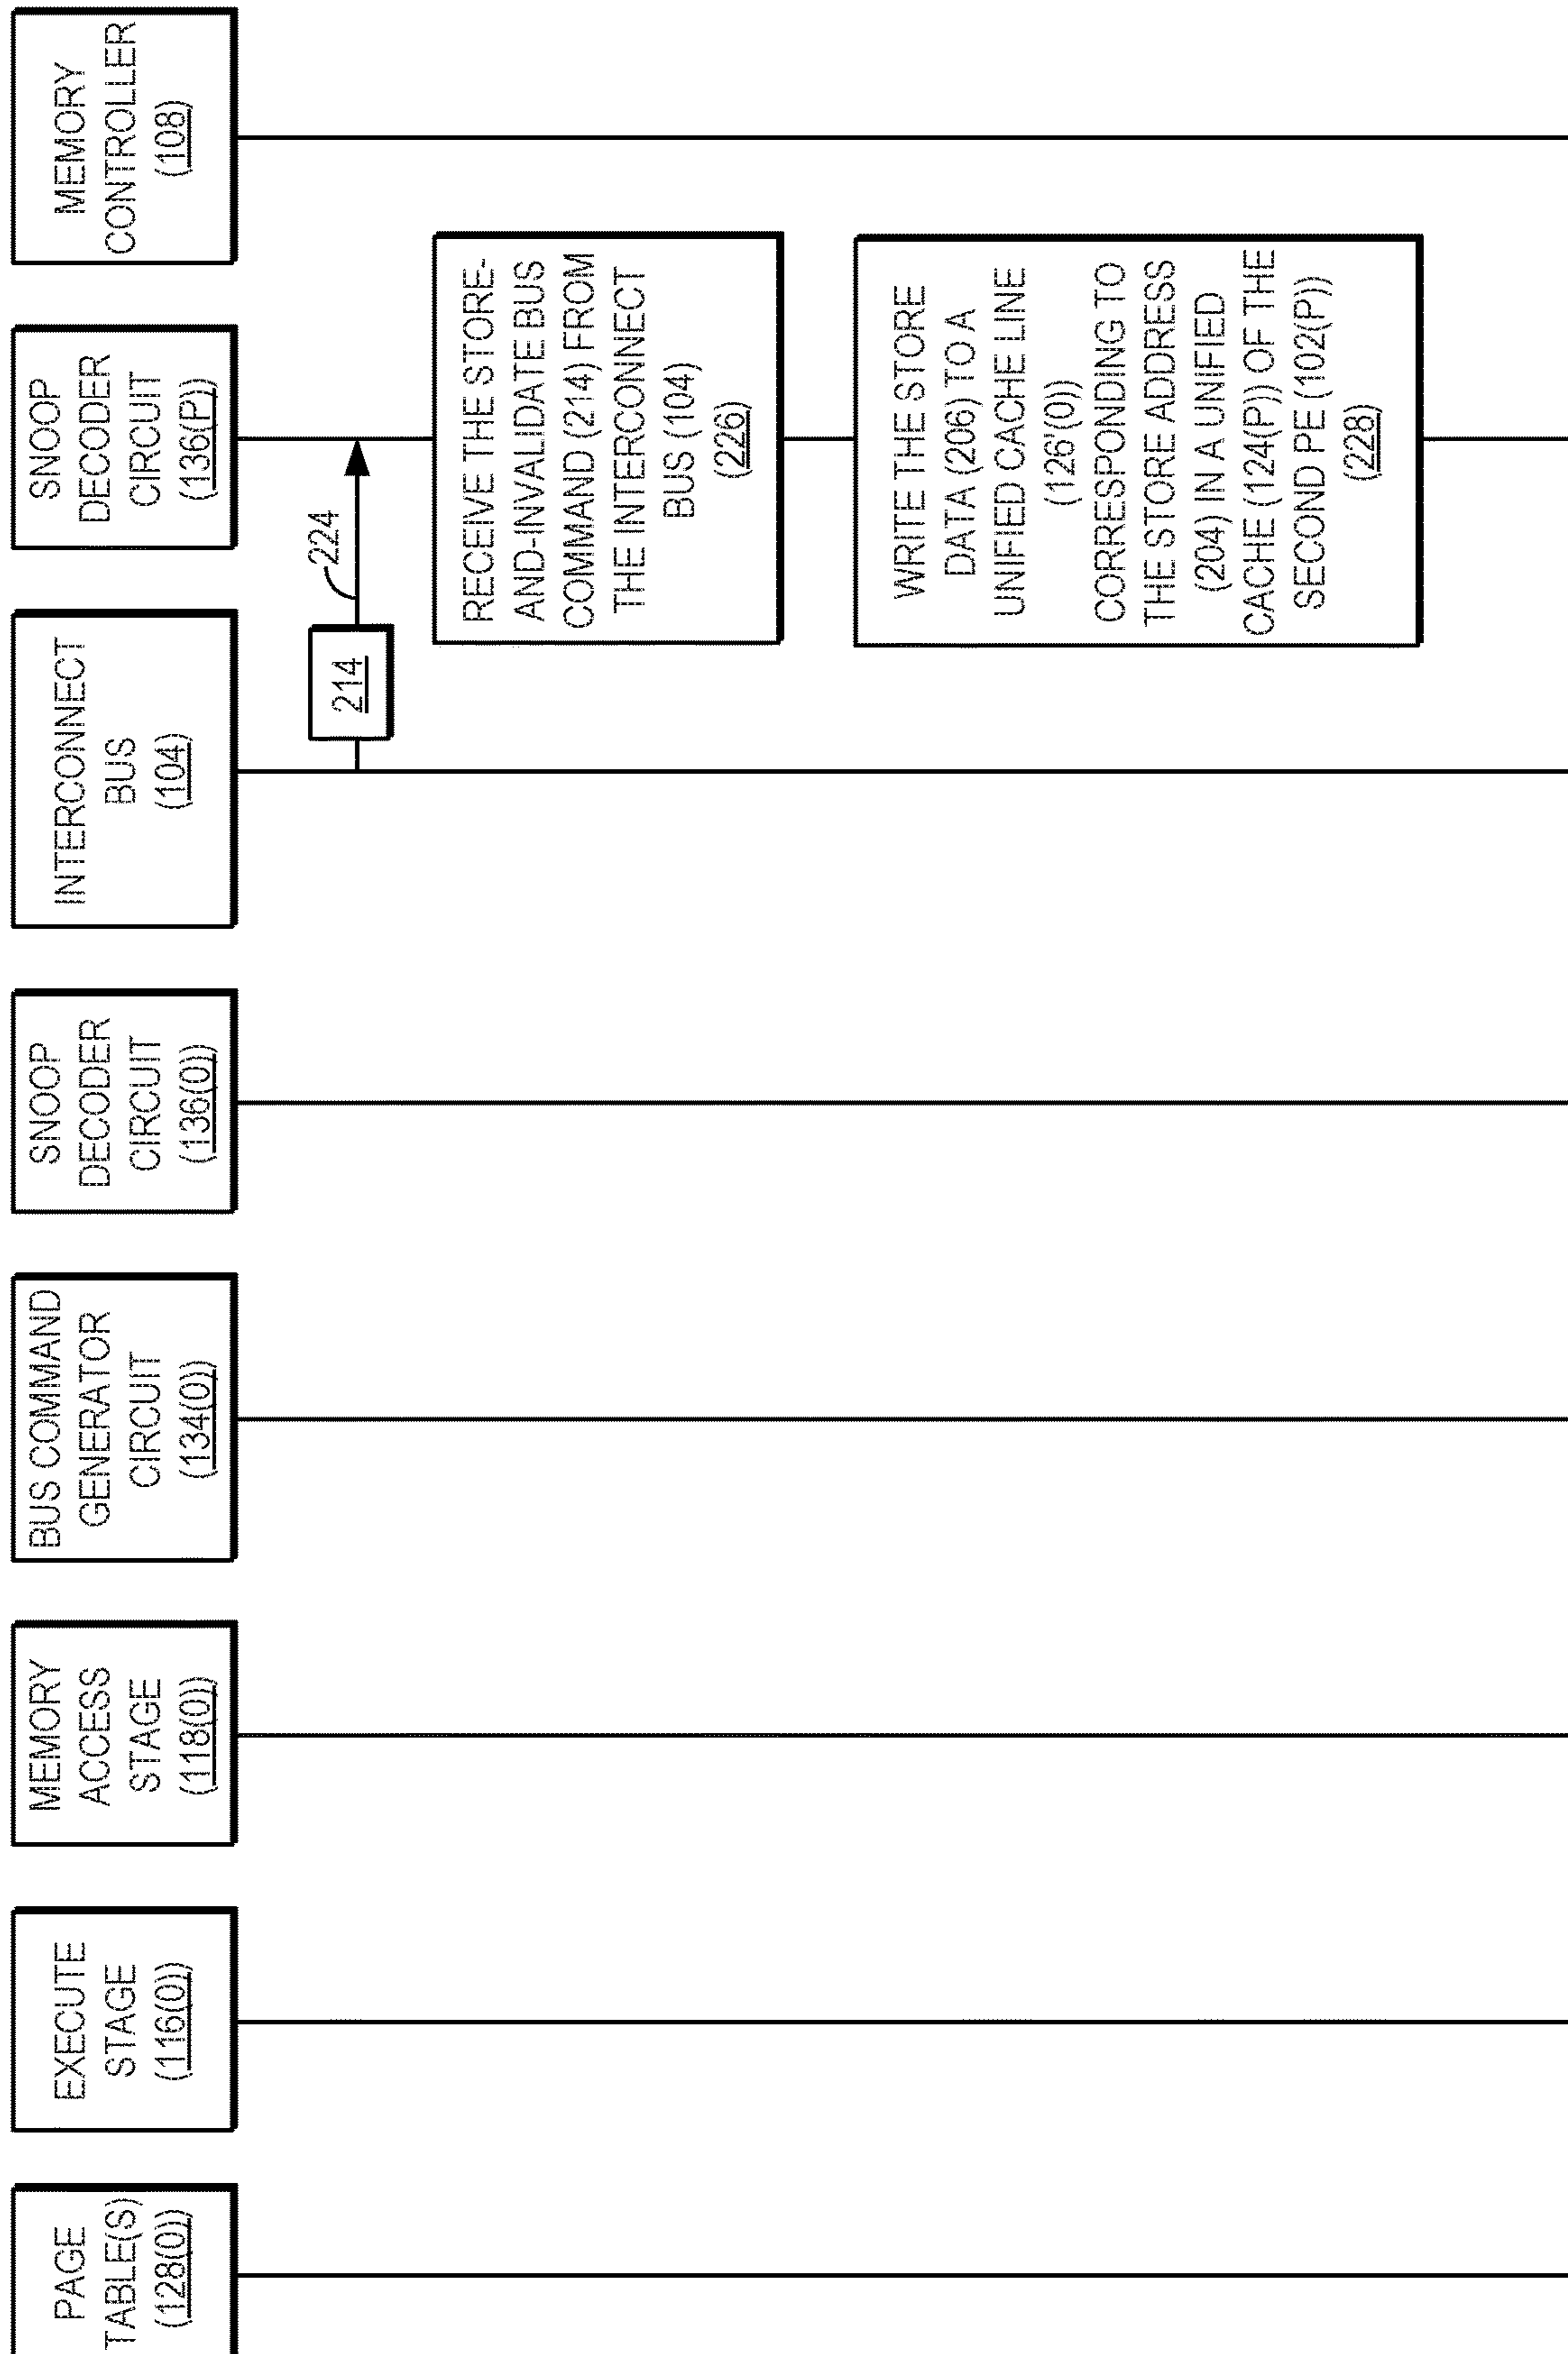 PAGE
TABLE(S)
(128(0))
EXECUTE
STAGE
(116(0))
MEMORY
ACCESS
STAGE
(118(0))
BUS COMMAND
GENERATOR
CIRCUIT
(134(0))
SNOOP
DECODER
CIRCUIT
(136(0))
INTERCONNECT
BUS
(104)
SNOOP
DECODER
CIRCUIT
(136(P))
MEMORY
CONTROLLER
(108)
214
224
RECEIVE THE STORE-
AND-INVALIDATE BUS
COMMAND (214) FROM
THE INTERCONNECT
BUS (104)
(226)
WRITE THE STORE
DATA (206) TO A
UNIFIED CACHE LINE
(126'(0))
CORRESPONDING TO
THE STORE ADDRESS
(204) IN A UNIFIED
CACHE (124(P)) OF THE
SECOND PE (102(P))
(228)